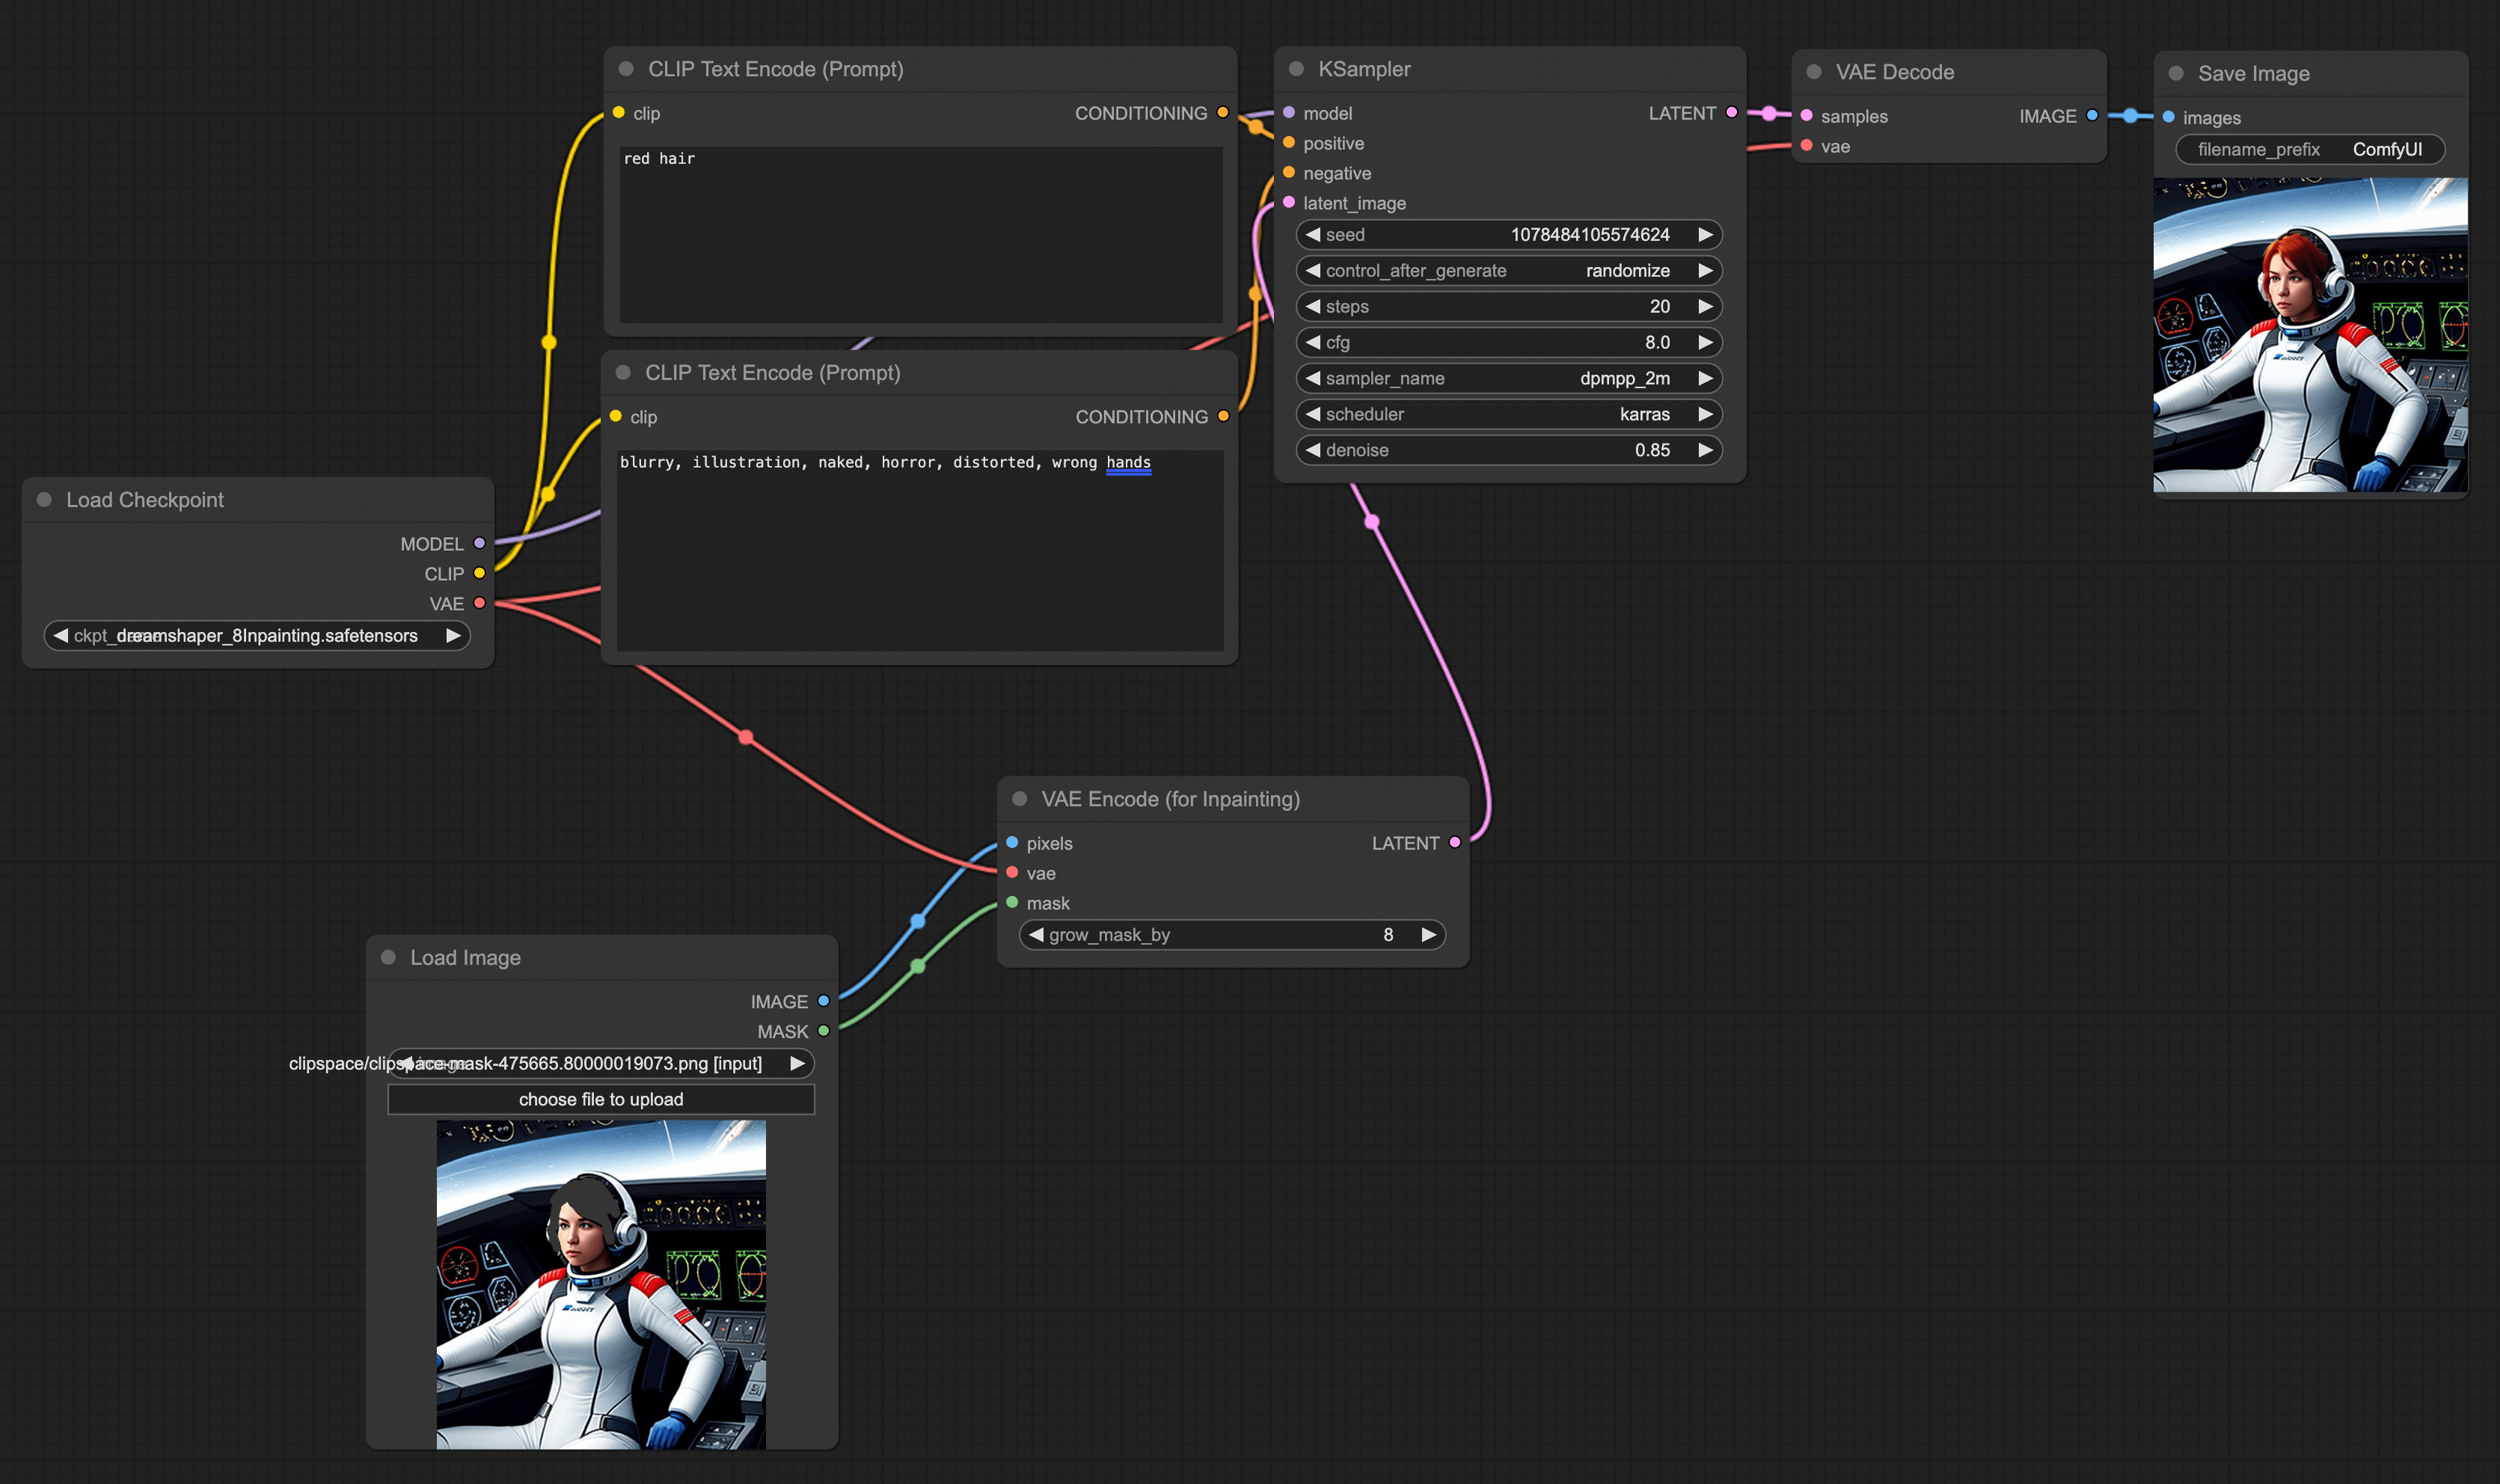 CLIP Text Encode (Prompt)
clip
CONDITIONING
red hair
CLIP Text Encode (Prompt)
clip
CONDITIONING
blurry, illustration, naked, horror, distorted, wrong hands
Load Checkpoint
MODEL
CLIP
VAE
dreamshaper_8Inpainting.safetensors
KSampler
model
LATENT
positive
negative
latent_image
seed 1078484105574624
control_after_generate randomize
steps 20
cfg 8.0
sampler_name dpmpp_2m
scheduler karras
denoise 0.85
VAE Decode
samples
IMAGE
vae
Save Image
images
filename_prefix ComfyUI
VAE Encode (for Inpainting)
pixels
LATENT
vae
mask
grow_mask_by 8
Load Image
IMAGE
MASK
clipspace/clipspace-mask-475665.80000019073.png [input]
choose file to upload